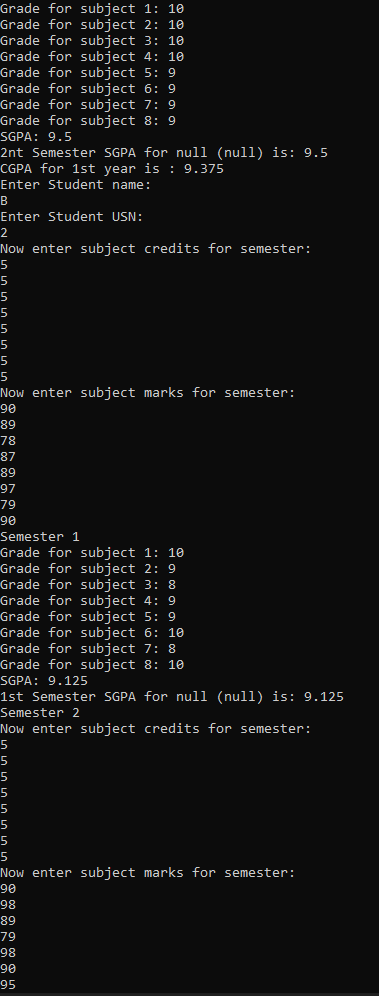 Grade for subject 1: 10
Grade for subject 2: 10
Grade for subject 3: 10
Grade for subject 4: 10
Grade for subject 5: 9
Grade for subject 6: 9
Grade for subject 7: 9
Grade for subject 8: 9
SGPA: 9.5
2nt Semester SGPA for null (null) is: 9.5
CGPA for 1st year is : 9.375
Enter Student name:
B
Enter Student USN:
2
Now enter subject credits for semester:
5
5
5
5
5
5
5
5
Now enter subject marks for semester:
90
89
78
87
89
97
79
90
Semester 1
Grade for subject 1: 10
Grade for subject 2: 9
Grade for subject 3: 8
Grade for subject 4: 9
Grade for subject 5: 9
Grade for subject 6: 10
Grade for subject 7: 8
Grade for subject 8: 10
SGPA: 9.125
1st Semester SGPA for null (null) is: 9.125
Semester 2
Now enter subject credits for semester:
5
5
5
5
5
5
5
5
Now enter subject marks for semester:
90
98
89
79
98
90
95